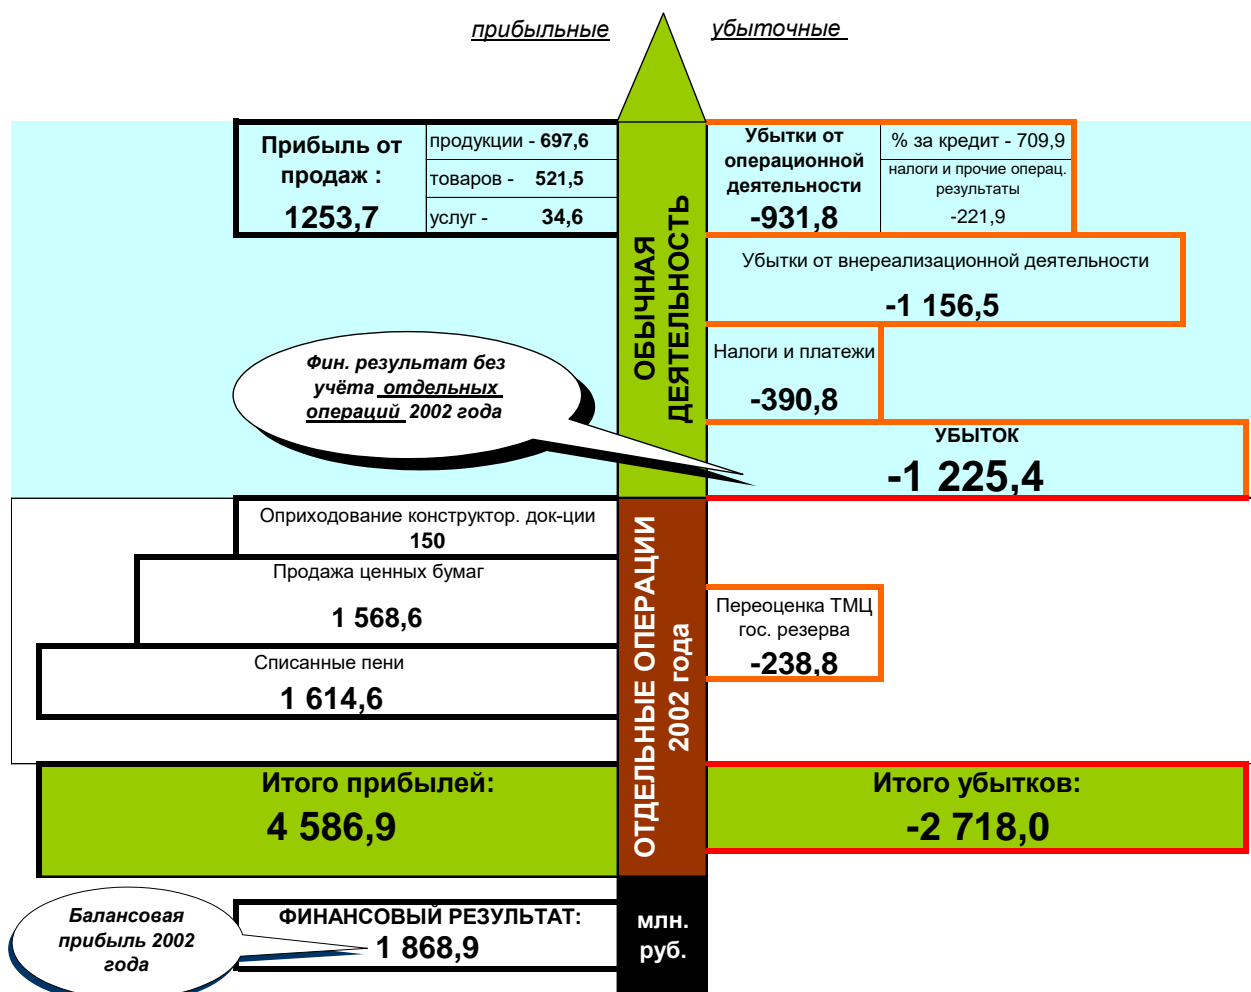 прибыльные
убыточные
Прибыль от
продаж :
1253,7
продукции - 697,6
товаров - 521,5
услуг - 34,6
Убытки от
операционной
деятельности
-931,8
% за кредит - 709,9
налоги и прочие операц.
результаты
-221,9
Убытки от внереализационной деятельности
-1 156,5
Налоги и платежи
-390,8
УБЫТОК
-1 225,4
ОБЫЧНАЯ
ДЕЯТЕЛЬНОСТЬ
Фин. результат без
учёта отдельных
операций 2002 года
Оприходование конструктор. док-ции
150
Продажа ценных бумаг
1 568,6
Списанные пени
1 614,6
ОТДЕЛЬНЫЕ ОПЕРАЦИИ
2002 года
Переоценка ТМЦ
гос. резерва
-238,8
Итого прибылей:
4 586,9
Итого убытков:
-2 718,0
Балансовая
прибыль 2002
года
ФИНАНСОВЫЙ РЕЗУЛЬТАТ:
1 868,9
млн.
руб.